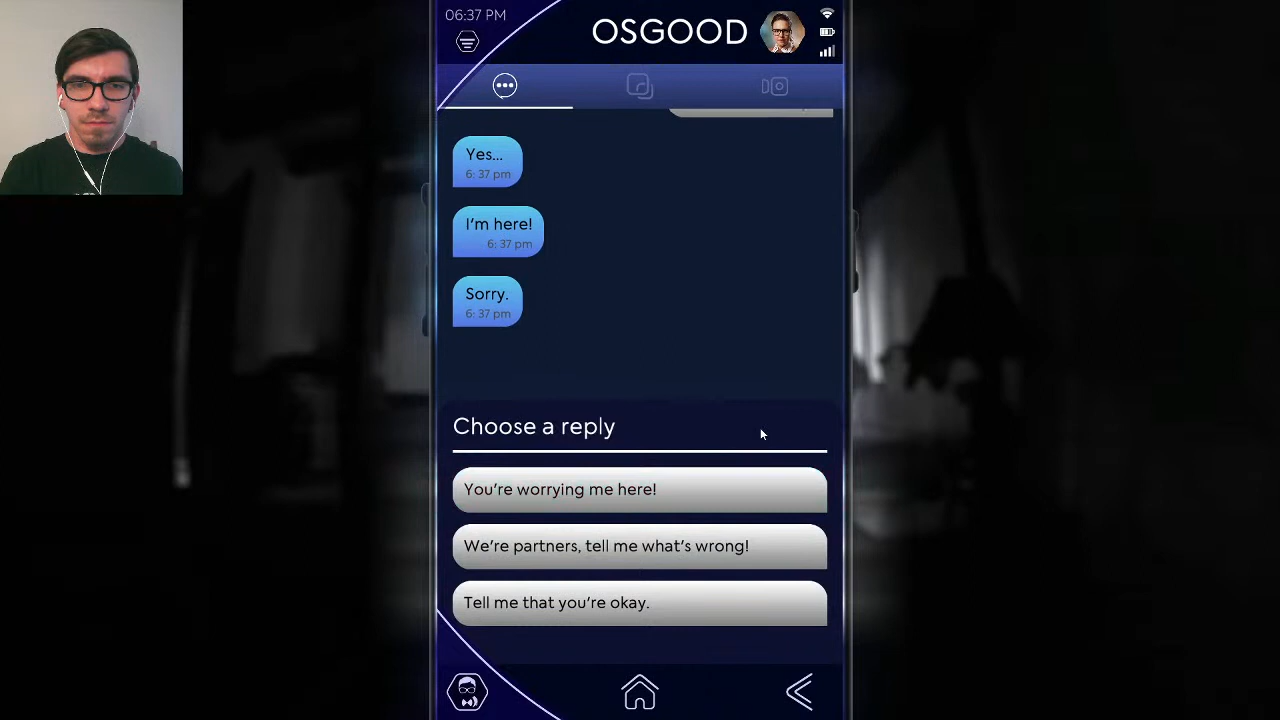 06:37 PM
OSGOOD
Yes...
6: 37 pm
I'm here!
6: 37 pm
Sorry.
6: 37 pm
Choose a reply
You're worrying me here!
We're partners, tell me what's wrong!
Tell me that you're okay.